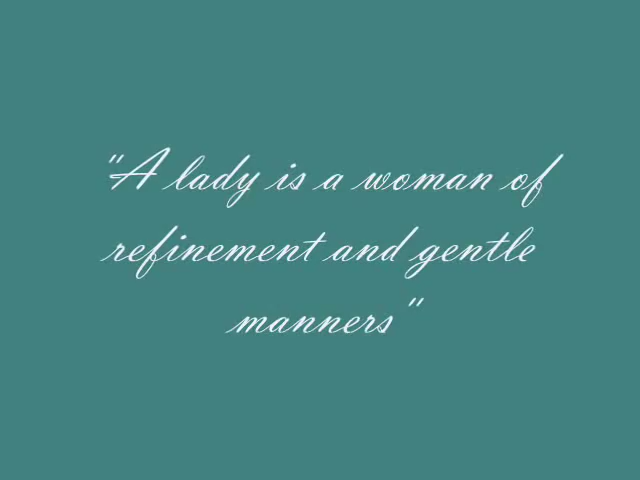 "A lady is a woman of
refinement and gentle
manners"